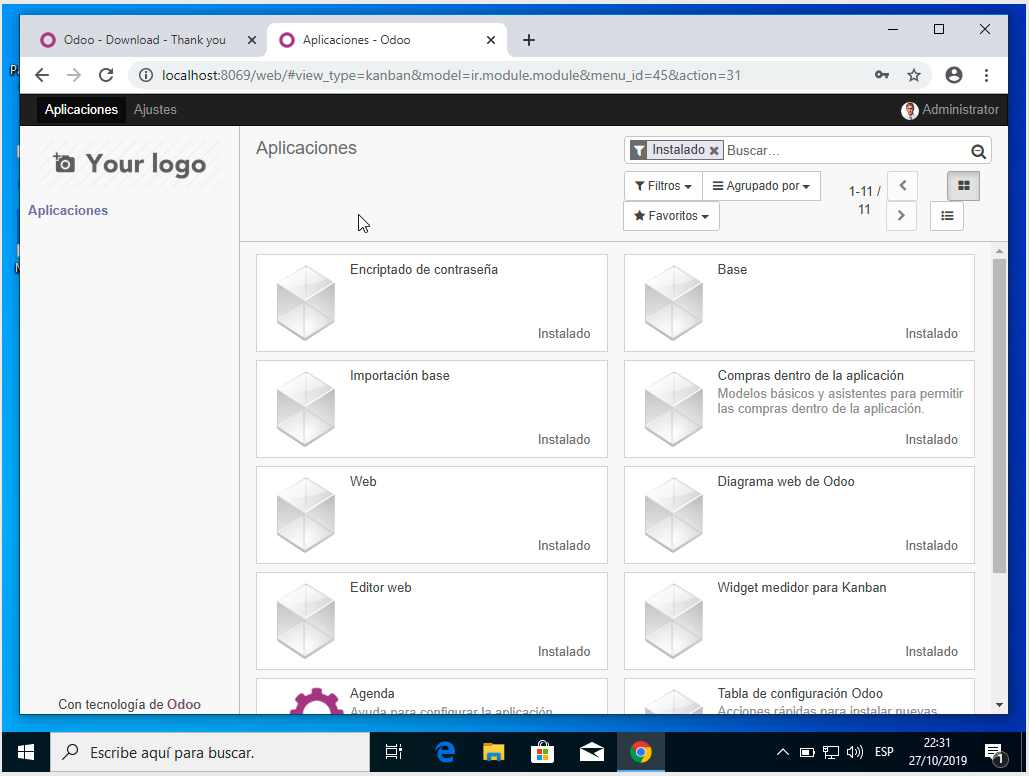 Odoo - Download - Thank you
Aplicaciones - Odoo
localhost:8069/web/#view_type=kanban&model=ir.module.module&menu_id=45&action=31
Aplicaciones
Ajustes
Administrator
Your logo
Aplicaciones
Aplicaciones
Instalado
Buscar...
Filtros
Agrupado por
Favoritos
1-11 /
11
Encriptado de contraseña
Instalado
Base
Instalado
Importación base
Instalado
Compras dentro de la aplicación
Modelos básicos y asistentes para permitir
las compras dentro de la aplicación.
Instalado
Web
Instalado
Diagrama web de Odoo
Instalado
Editor web
Instalado
Widget medidor para Kanban
Instalado
Agenda
Ayuda para configurar la aplicación
Tabla de configuración Odoo
Acciones rápidas para instalar nuevas
Con tecnología de Odoo
Escribe aquí para buscar.
ESP
22:31
27/10/2019
1